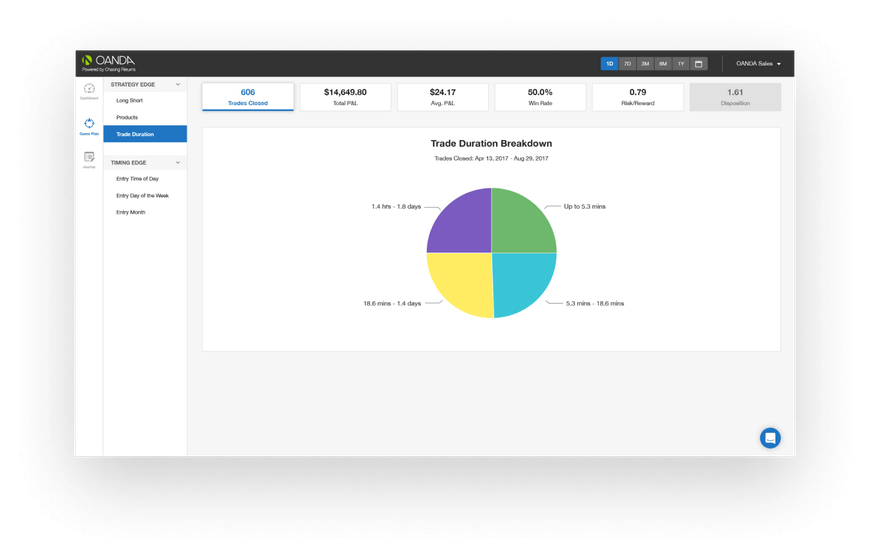 OANDA
Powered by Chasing Returns
1D 7D 3M 6M 1Y
OANDA Sales
Dashboard
Game Plan
Journal
STRATEGY EDGE
Long Short
Products
Trade Duration
TIMING EDGE
Entry Time of Day
Entry Day of the Week
Entry Month
606
Trades Closed
$14,649.80
Total P&L
$24.17
Avg. P&L
50.0%
Win Rate
0.79
Risk/Reward
1.61
Disposition
Trade Duration Breakdown
Trades Closed: Apr 13, 2017 - Aug 29, 2017
1.4 hrs - 1.8 days
Up to 5.3 mins
18.6 mins - 1.4 days
5.3 mins - 18.6 mins